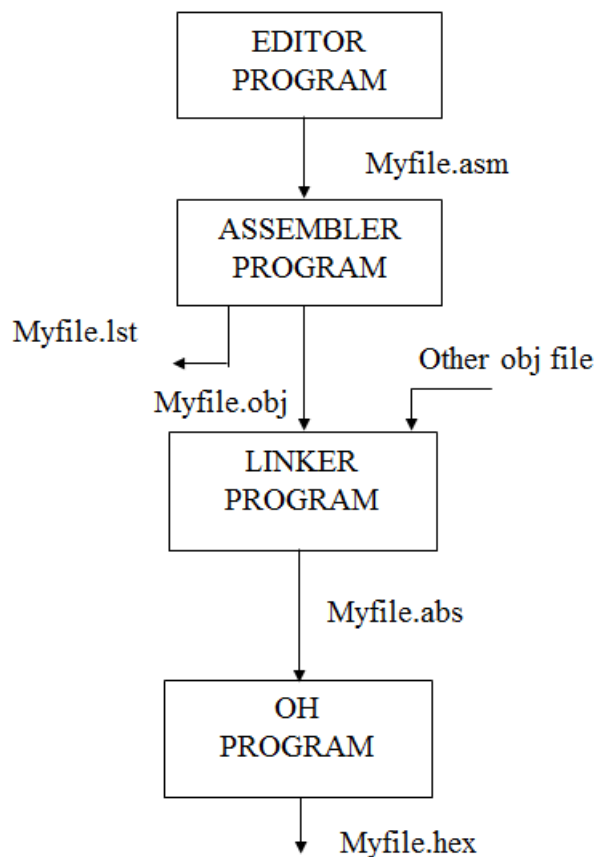 EDITOR
PROGRAM
Myfile.asm
ASSEMBLER
PROGRAM
Myfile.lst
Other obj file
Myfile.obj
LINKER
PROGRAM
Myfile.abs
OH
PROGRAM
Myfile.hex